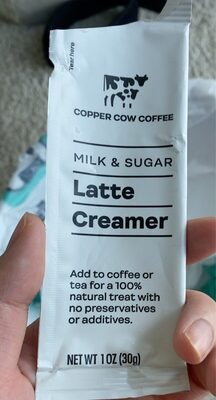 Tear here
COPPER COW COFFEE
MILK & SUGAR
Latte
Creamer
Add to coffee or
tea for a 100%
natural treat with
no preservatives
or additives.
NET WT 1 OZ (30g)